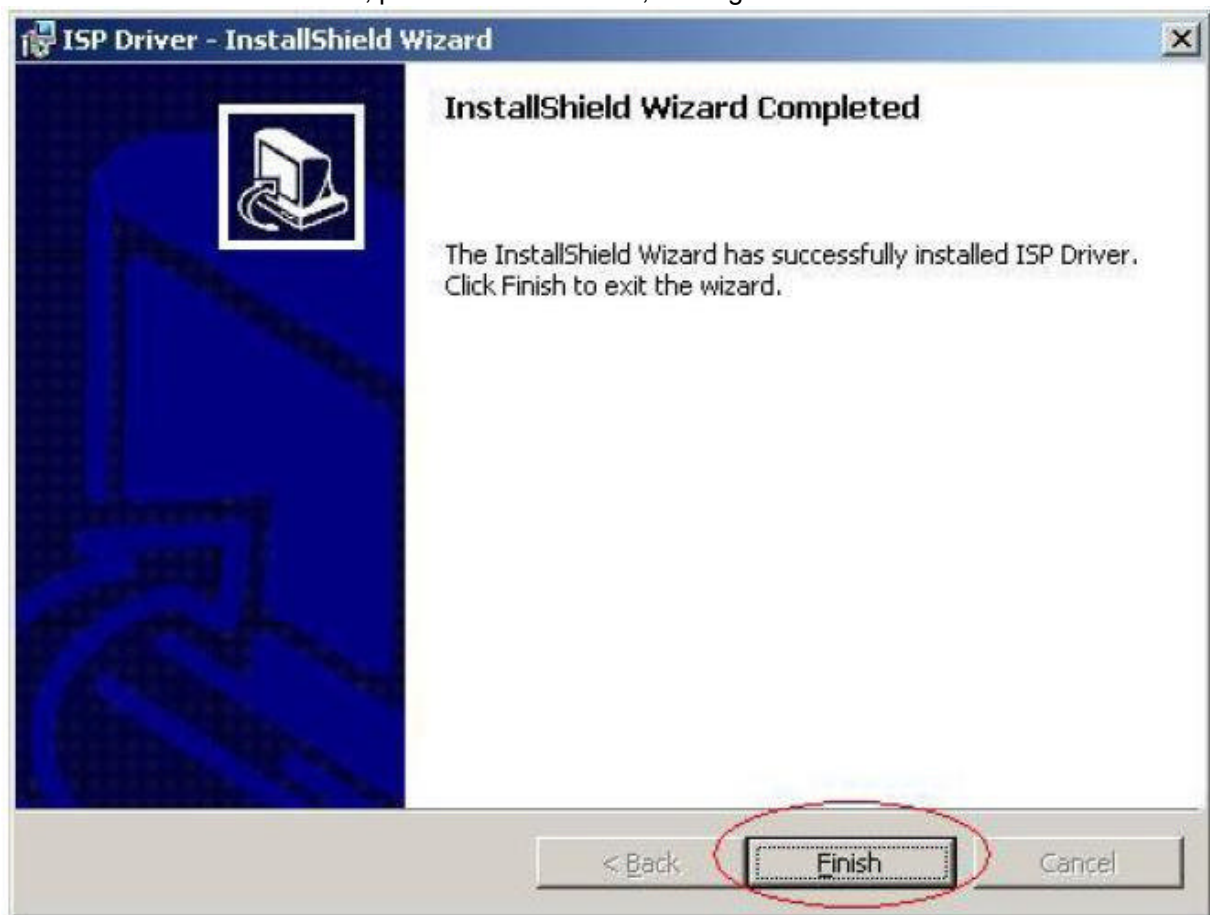 ISP Driver - InstallShield Wizard
InstallShield Wizard Completed
The InstallShield Wizard has successfully installed ISP Driver.
Click Finish to exit the wizard.
< Back Finish Cancel